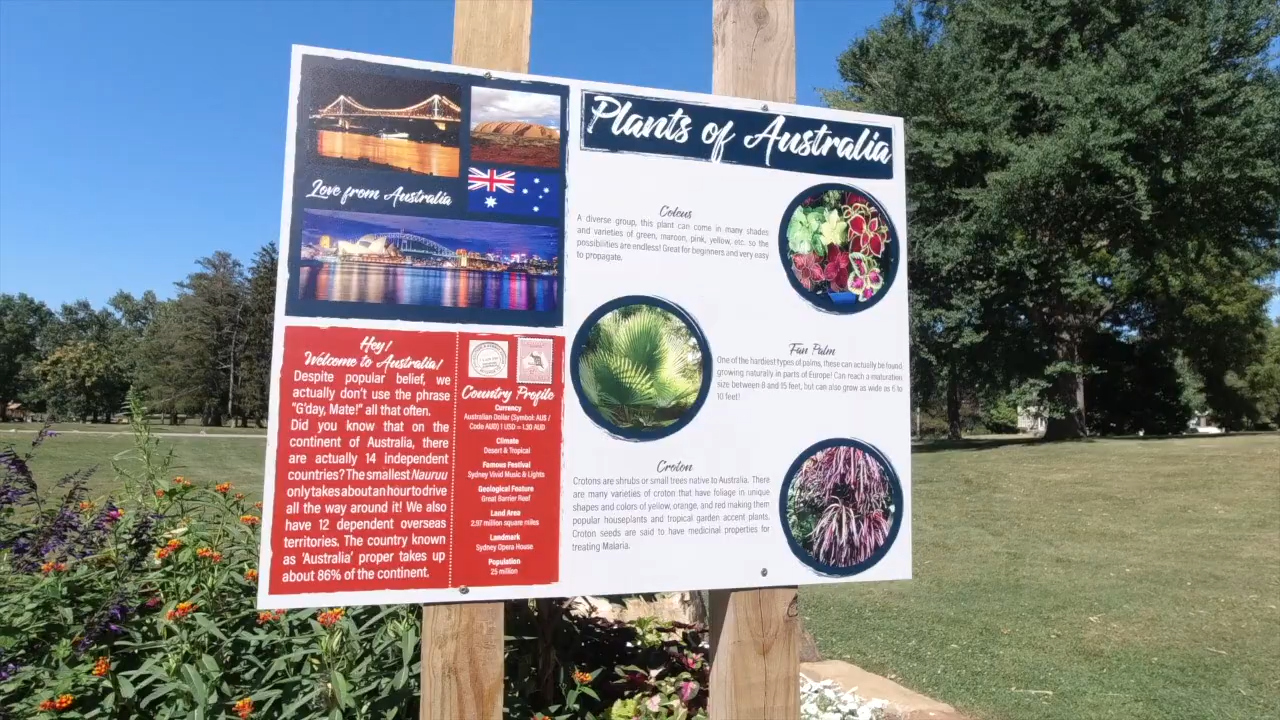 Love from Australia
Hey!
Welcome to Australia!
Despite popular belief, we
actually don't use the phrase
"G'day, Mate!" all that often.
Did you know that on the
continent of Australia, there
are actually 14 independent
countries? The smallest Nauruu
only takes about an hour to drive
all the way around it! We also
have 12 dependent overseas
territories. The country known
as 'Australia' proper takes up
about 86% of the continent.
Country Profile
Currency
Australian Dollar (Symbol: AU$ /
Code AUD) 1 USD = 1.30 AUD
Climate
Desert & Tropical
Famous Festival
Sydney Vivid Music & Lights
Geological Feature
Great Barrier Reef
Land Area
2.97 million square miles
Landmark
Sydney Opera House
Population
25 million
Plants of Australia
Coleus
A diverse group, this plant can come in many shades
and varieties of green, maroon, pink, yellow, etc. so the
possibilities are endless! Great for beginners and very easy
to propagate.
Fan Palm
One of the hardiest types of palms, these can actually be found
growing naturally in parts of Europe! Can reach a maturation
size between 8 and 15 feet, but can also grow as wide as 6 to
10 feet!
Croton
Crotons are shrubs or small trees native to Australia. There
are many varieties of croton that have foliage in unique
shapes and colors of yellow, orange, and red making them
popular houseplants and tropical garden accent plants.
Croton seeds are said to have medicinal properties for
treating Malaria.